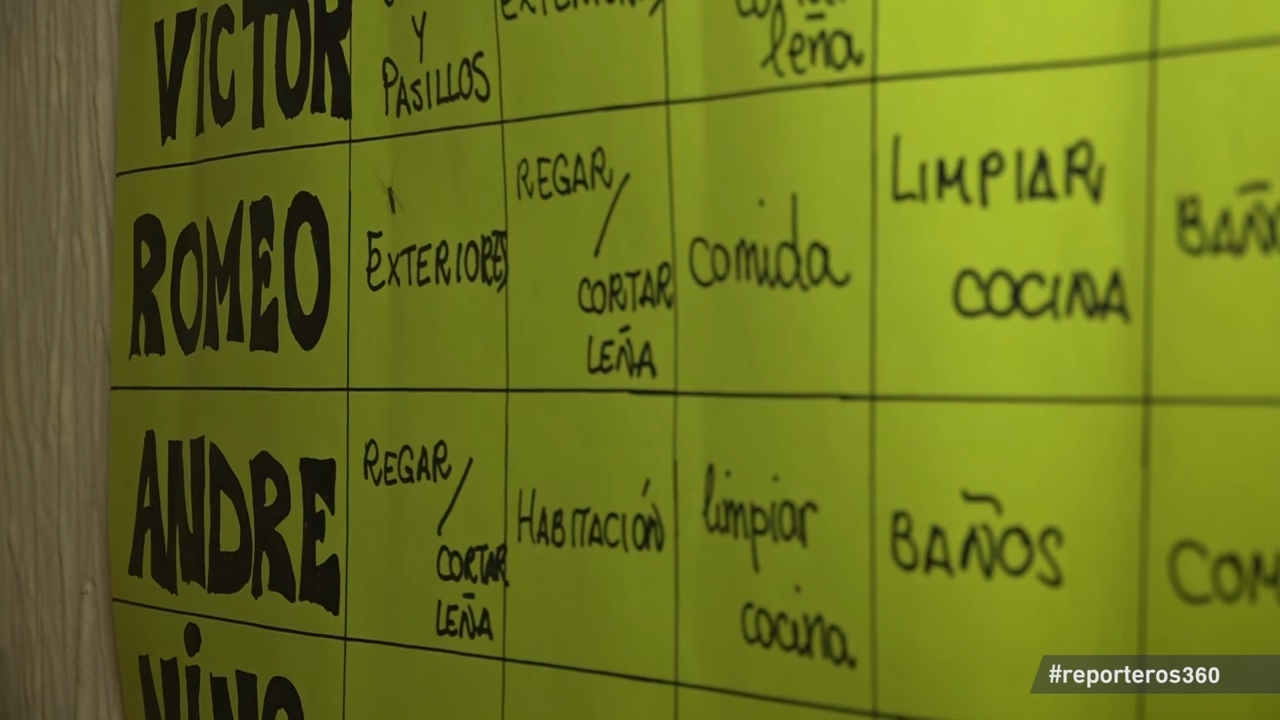 VICTOR
Y
PASILLOS
leña
ROMEO
EXTERIORES
REGAR/
CORTAR
LEÑA
comida
LIMPIAR
COCINA
ANDRE
REGAR/
CORTAR
LEÑA
HABITACIÓN
limpiar
cocina.
BAÑOS
#reporteros360